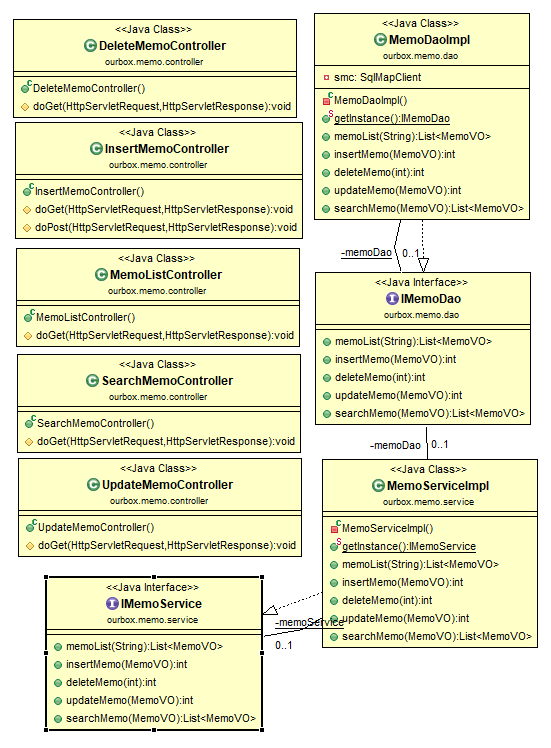 <<Java Class>>
DeleteMemoController
ourbox.memo.controller
DeleteMemoController()
doGet(HttpServletRequest,HttpServletResponse):void
<<Java Class>>
InsertMemoController
ourbox.memo.controller
InsertMemoController()
doGet(HttpServletRequest,HttpServletResponse):void
doPost(HttpServletRequest,HttpServletResponse):void
<<Java Class>>
MemoListController
ourbox.memo.controller
MemoListController()
doGet(HttpServletRequest,HttpServletResponse):void
<<Java Class>>
SearchMemoController
ourbox.memo.controller
SearchMemoController()
doGet(HttpServletRequest,HttpServletResponse):void
<<Java Class>>
UpdateMemoController
ourbox.memo.controller
UpdateMemoController()
doGet(HttpServletRequest,HttpServletResponse):void
<<Java Class>>
MemoDaoImpl
ourbox.memo.dao
smc: SqlMapClient
MemoDaoImpl()
getInstance():IMemoDao
memoList(String):List<MemoVO>
insertMemo(MemoVO):int
deleteMemo(int):int
updateMemo(MemoVO):int
searchMemo(MemoVO):List<MemoVO>
-memoDao 0..1
<<Java Interface>>
IMemoDao
ourbox.memo.dao
memoList(String):List<MemoVO>
insertMemo(MemoVO):int
deleteMemo(int):int
updateMemo(MemoVO):int
searchMemo(MemoVO):List<MemoVO>
-memoDao 0..1
<<Java Class>>
MemoServiceImpl
ourbox.memo.service
MemoServiceImpl()
getInstance():IMemoService
memoList(String):List<MemoVO>
insertMemo(MemoVO):int
deleteMemo(int):int
updateMemo(MemoVO):int
searchMemo(MemoVO):List<MemoVO>
-memoService
0..1
<<Java Interface>>
IMemoService
ourbox.memo.service
memoList(String):List<MemoVO>
insertMemo(MemoVO):int
deleteMemo(int):int
updateMemo(MemoVO):int
searchMemo(MemoVO):List<MemoVO>